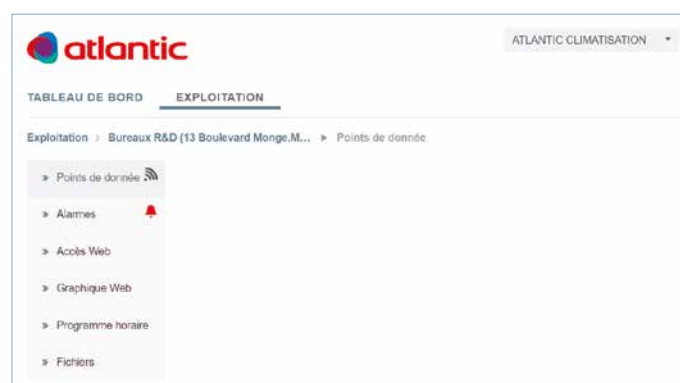 atlantic
ATLANTIC CLIMATISATION
TABLEAU DE BORD EXPLOITATION
Exploitation > Bureaux R&D (13 Boulevard Monge.M... » Points de donnée
» Points de donnée
» Alarmes
» Accès Web
» Graphique Web
» Programme horaire
» Fichiers